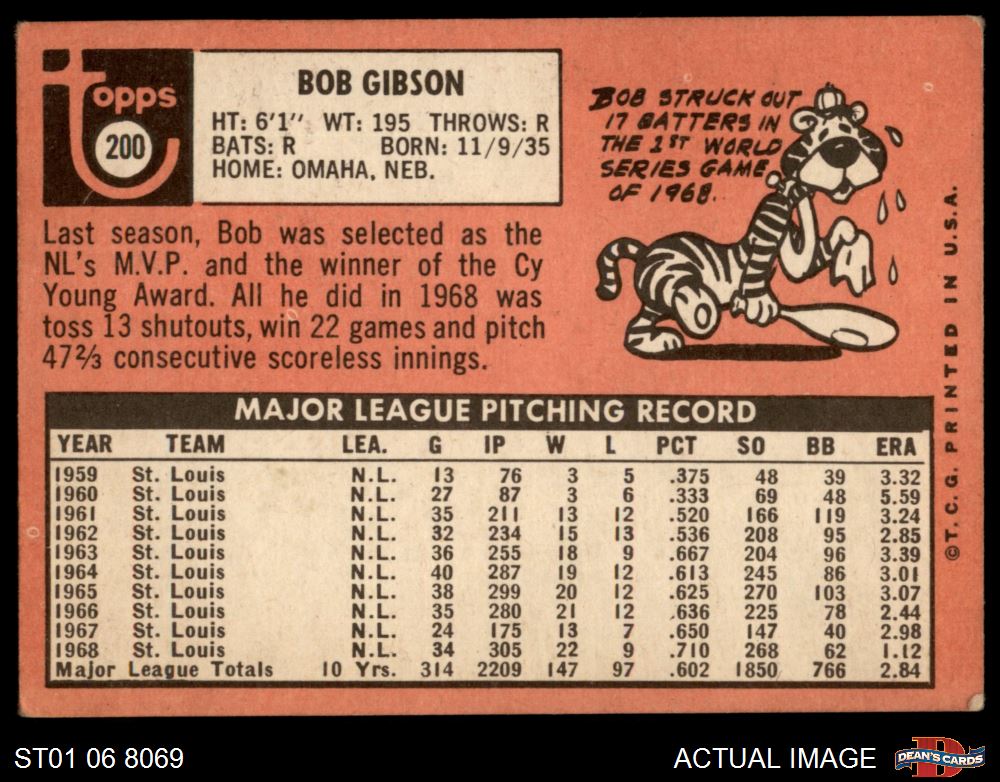 topps
200
BOB GIBSON
HT: 6'1" WT: 195 THROWS: R
BATS: R BORN: 11/9/35
HOME: OMAHA, NEB.
BOB STRUCK OUT
17 BATTERS IN
THE 1ST WORLD
SERIES GAME
OF 1968.
Last season, Bob was selected as the
NL's M.V.P. and the winner of the Cy
Young Award. All he did in 1968 was
toss 13 shutouts, win 22 games and pitch
47⅔ consecutive scoreless innings.
MAJOR LEAGUE PITCHING RECORD
YEAR TEAM LEA. G IP W L PCT SO BB ERA
1959 St. Louis N.L. 13 76 3 5 .375 48 39 3.32
1960 St. Louis N.L. 27 87 3 6 .333 69 48 5.59
1961 St. Louis N.L. 35 211 13 12 .520 166 119 3.24
1962 St. Louis N.L. 32 234 15 13 .536 208 95 2.85
1963 St. Louis N.L. 36 255 18 9 .667 204 96 3.39
1964 St. Louis N.L. 40 287 19 12 .613 245 86 3.01
1965 St. Louis N.L. 38 299 20 12 .625 270 103 3.07
1966 St. Louis N.L. 35 280 21 12 .636 225 78 2.44
1967 St. Louis N.L. 24 175 13 7 .650 147 40 2.98
1968 St. Louis N.L. 34 305 22 9 .710 268 62 1.12
Major League Totals 10 Yrs. 314 2209 147 97 .602 1850 766 2.84
©T.C.G. PRINTED IN U.S.A.
ST01 06 8069
ACTUAL IMAGE
D
DEAN'S CARDS